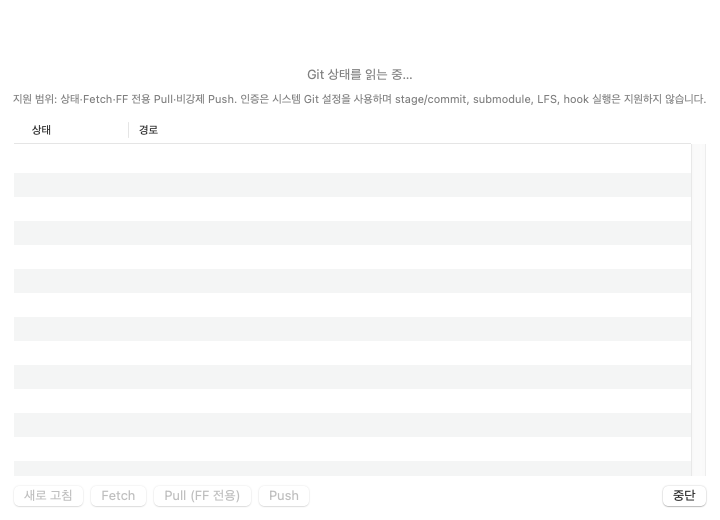 Git 상태를 읽는 중...
지원 범위: 상태·Fetch·FF 전용 Pull·비강제 Push. 인증은 시스템 Git 설정을 사용하며 stage/commit, submodule, LFS, hook 실행은 지원하지 않습니다.
상태 경로
새로 고침 Fetch Pull (FF 전용) Push 중단